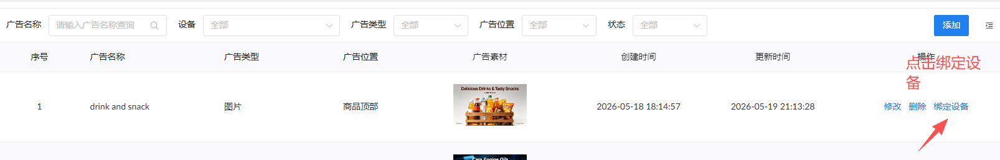 广告名称 请输入广告名称查询 设备 全部 广告类型 全部 广告位置 全部 状态 全部 添加
序号 广告名称 广告类型 广告位置 广告素材 创建时间 更新时间 操作
点击绑定设
备
Delicious Drinks & Tasty Snacks
1 drink and snack 图片 商品顶部 2026-05-18 18:14:57 2026-05-19 21:13:28 修改 删除 绑定设备
Cars Engine Oils